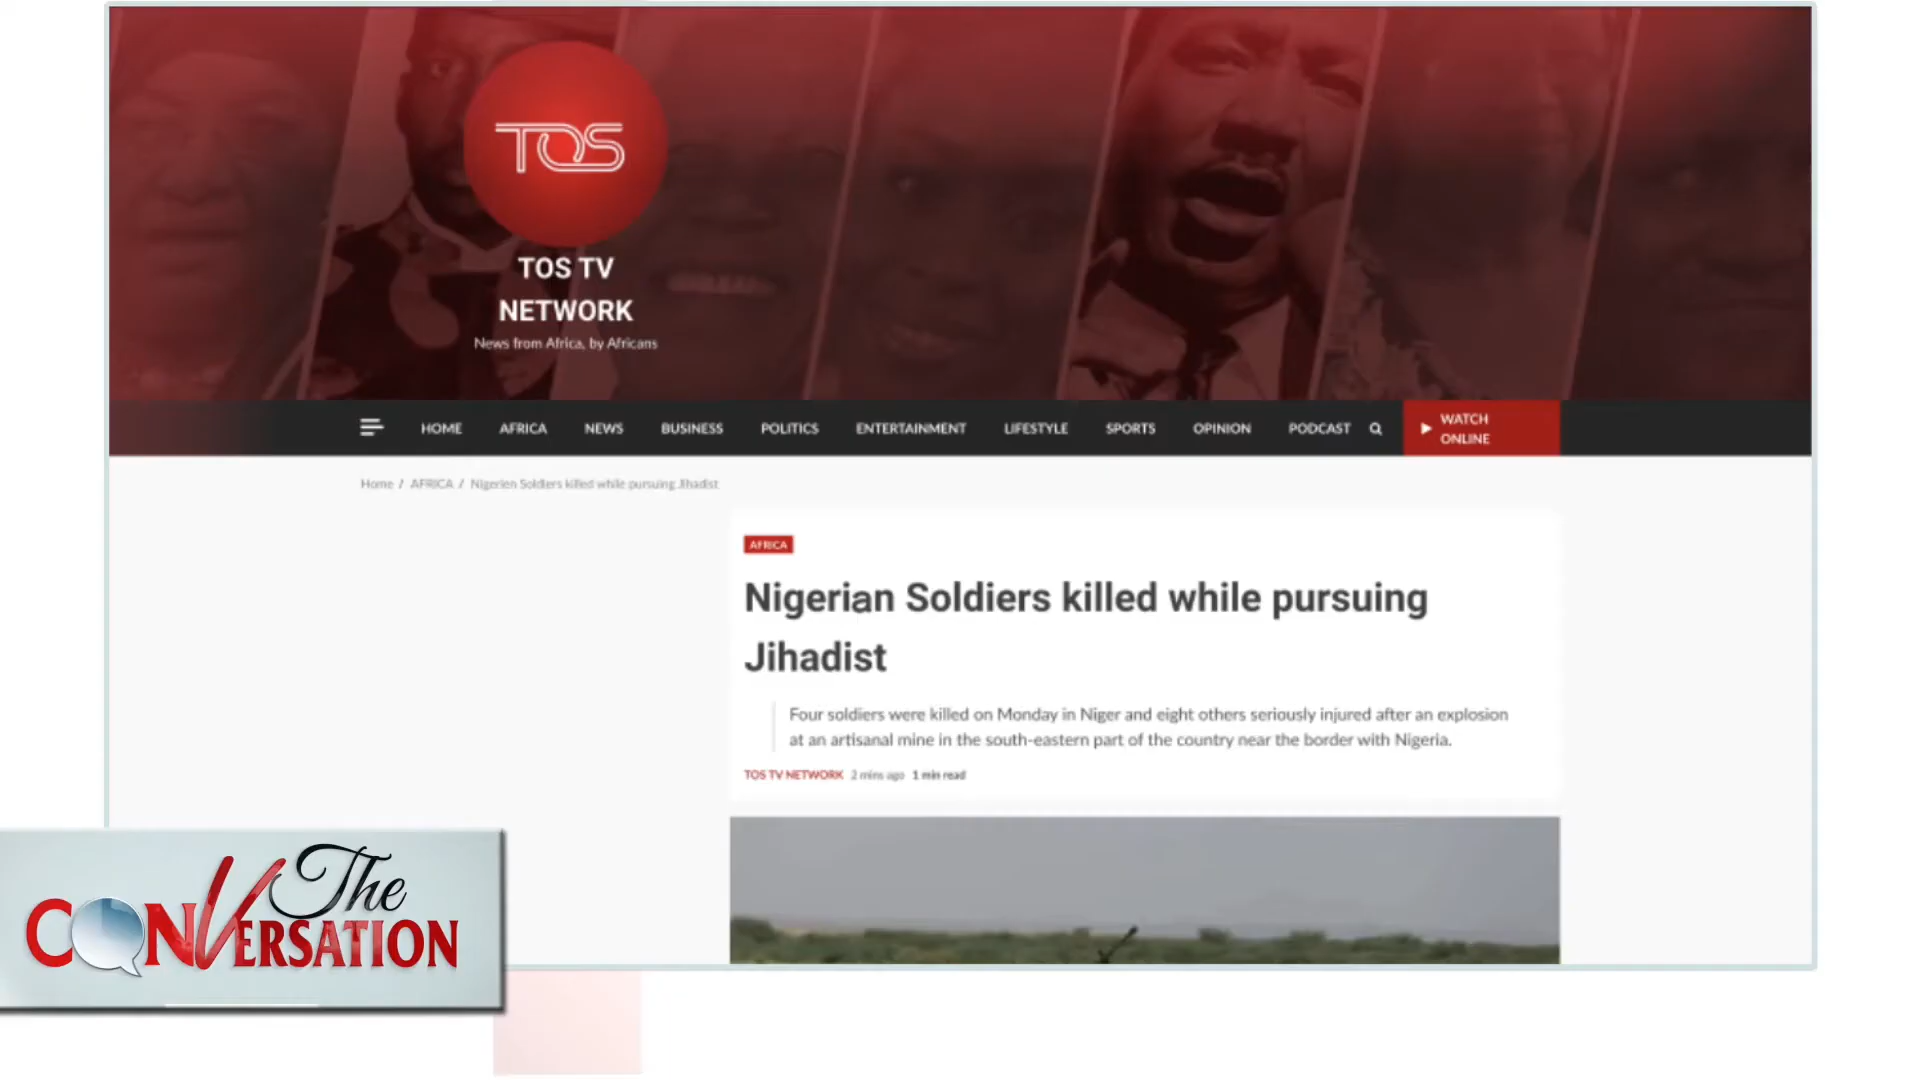 TOS
TOS TV
NETWORK
News from Africa, by Africans
HOME AFRICA NEWS BUSINESS POLITICS ENTERTAINMENT LIFESTYLE SPORTS OPINION PODCAST WATCH
ONLINE
Home / AFRICA / Nigerien Soldiers killed while pursuing Jihadist
AFRICA
Nigerian Soldiers killed while pursuing
Jihadist
Four soldiers were killed on Monday in Niger and eight others seriously injured after an explosion
at an artisanal mine in the south-eastern part of the country near the border with Nigeria.
TOS TV NETWORK 2 mins ago 1 min read
The
CONVERSATION